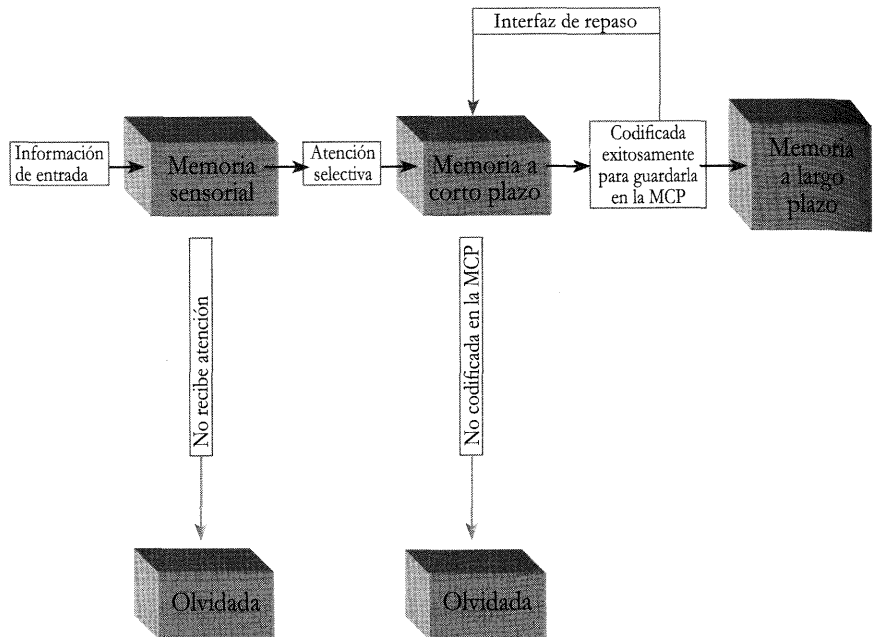 Interfaz de repaso
Información
de entrada
Memoria
sensorial
Atención
selectiva
Memoria a
corto plazo
Codificada
exitosamente
para guardarla
en la MCP
Memoria
a largo
plazo
No recibe atención
No codificada en la MCP
Olvidada
Olvidada